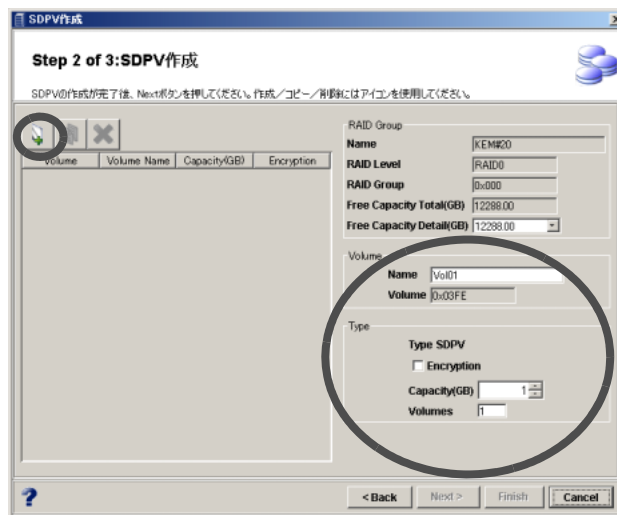 SDPV作成
Step 2 of 3:SDPV作成
SDPVの作成が完了後、Nextボタンを押してください。作成／コピー／削除にはアイコンを使用してください。
Volume Volume Name Capacity(GB) Encryption
RAID Group
Name KEM#20
RAID Level RAID0
RAID Group 0x000
Free Capacity Total(GB) 12288.00
Free Capacity Detail(GB) 12288.00
Volume
Name Vol01
Volume 0x03FE
Type
Type SDPV
Encryption
Capacity(GB) 1
Volumes 1
?
< Back Next > Finish Cancel